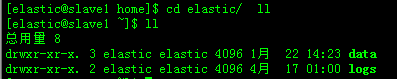 [elastic@slave1 home]$ cd elastic/  ll
[elastic@slave1 ~]$ ll
总用量 8
drwxr-xr-x. 3 elastic elastic 4096 1月  22 14:23 data
drwxr-xr-x. 2 elastic elastic 4096 4月  17 01:00 logs